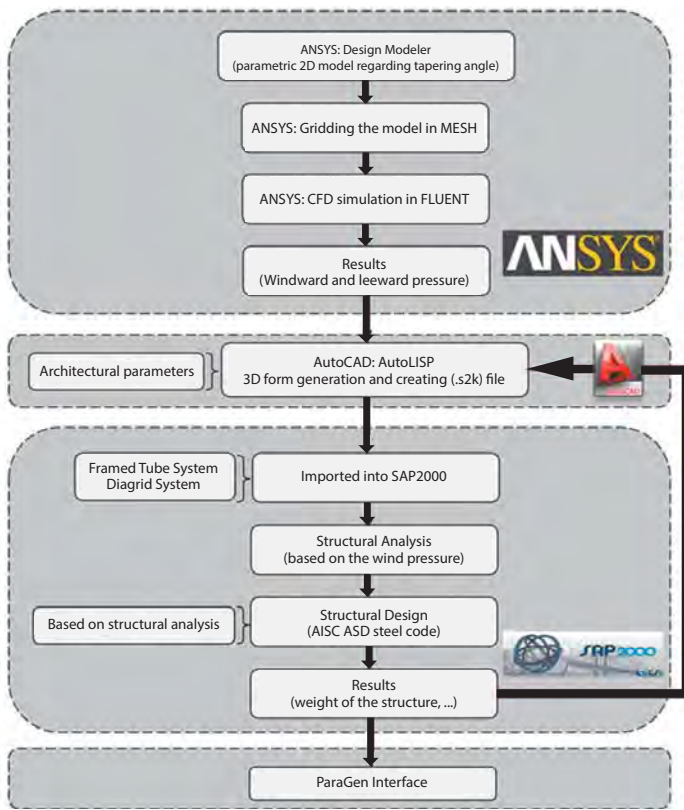 ANSYS: Design Modeler
(parametric 2D model regarding tapering angle)
ANSYS: Gridding the model in MESH
ANSYS: CFD simulation in FLUENT
Results
(Windward and leeward pressure)
ANSYS
Architectural parameters
AutoCAD: AutoLISP
3D form generation and creating (.s2k) file
Framed Tube System
Diagrid System
Imported into SAP2000
Structural Analysis
(based on the wind pressure)
Based on structural analysis
Structural Design
(AISC ASD steel code)
SAP2000
Results
(weight of the structure, ...)
ParaGen Interface